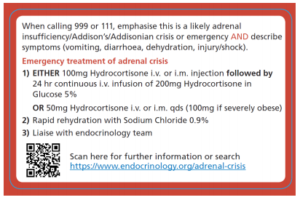 When calling 999 or 111, emphasise this is a likely adrenal
insufficiency/Addison's/Addisonian crisis or emergency AND describe
symptoms (vomiting, diarrhoea, dehydration, injury/shock).
Emergency treatment of adrenal crisis
1) EITHER 100mg Hydrocortisone i.v. or i.m. injection followed by
24 hr continuous i.v. infusion of 200mg Hydrocortisone in
Glucose 5%
OR 50mg Hydrocortisone i.v. or i.m. qds (100mg if severely obese)
2) Rapid rehydration with Sodium Chloride 0.9%
3) Liaise with endocrinology team
Scan here for further information or search
https://www.endocrinology.org/adrenal-crisis